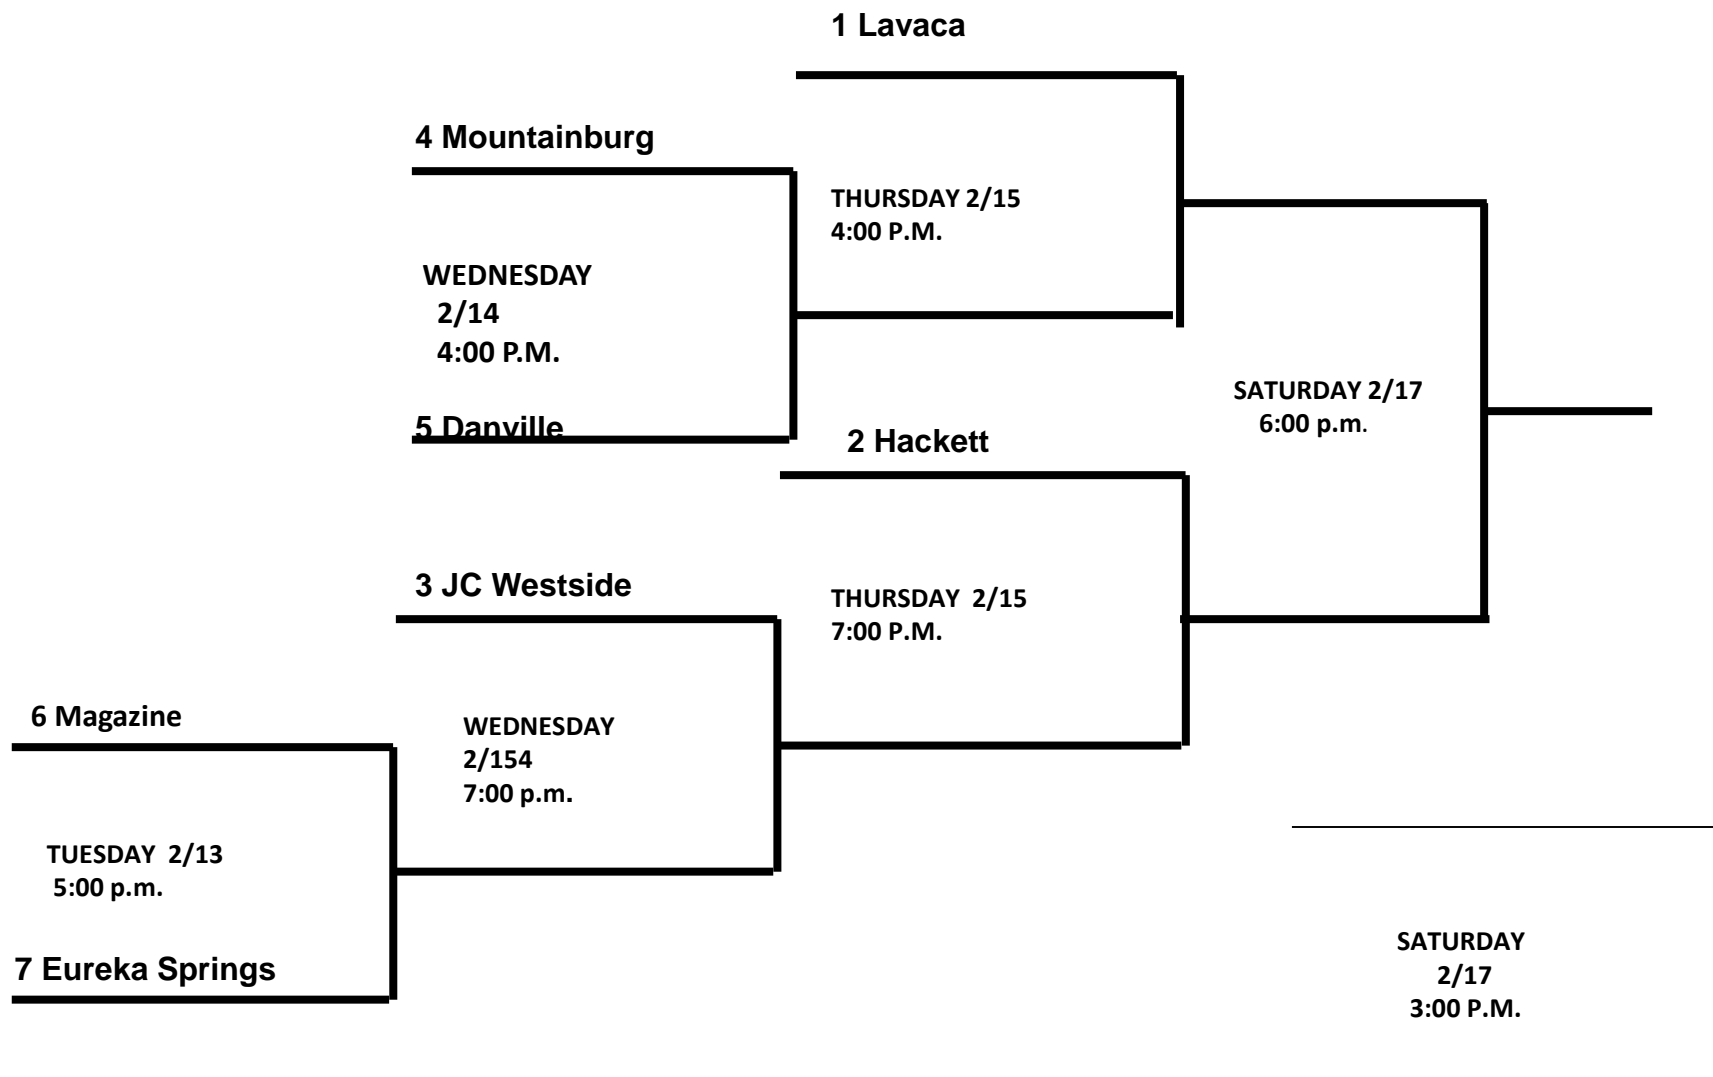 1 Lavaca
4 Mountainburg
THURSDAY 2/15
4:00 P.M.
WEDNESDAY
2/14
4:00 P.M.
SATURDAY 2/17
6:00 p.m.
5 Danville
2 Hackett
3 JC Westside
THURSDAY  2/15
7:00 P.M.
6 Magazine
WEDNESDAY
2/154
7:00 p.m.
TUESDAY  2/13
5:00 p.m.
7 Eureka Springs
SATURDAY
2/17
3:00 P.M.